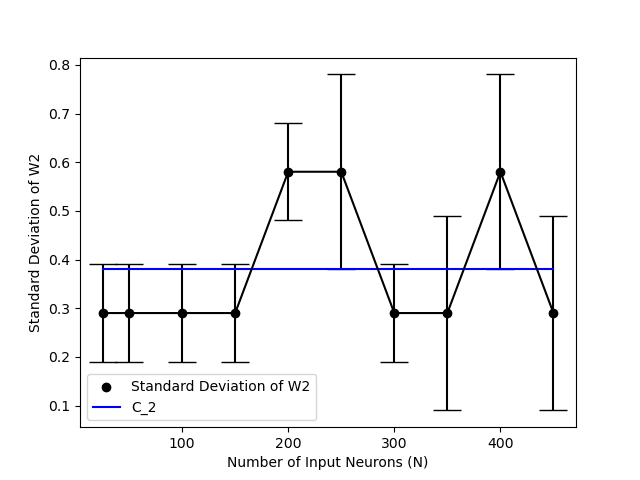 0.8
0.7
0.6
0.5
0.4
0.3
0.2
0.1
Standard Deviation of W2
Standard Deviation of W2
C_2
100 200 300 400
Number of Input Neurons (N)